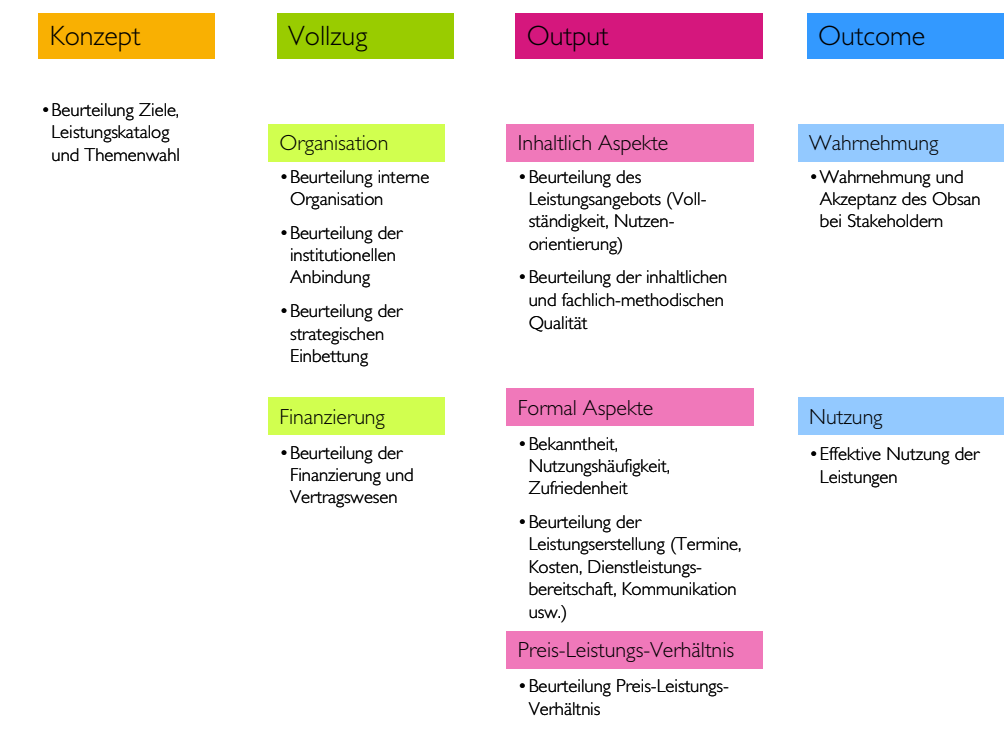 Konzept
• Beurteilung Ziele,
Leistungskatalog
und Themenwahl
Vollzug
Organisation
• Beurteilung interne
Organisation
• Beurteilung der
institutionellen
Anbindung
• Beurteilung der
strategischen
Einbettung
Finanzierung
• Beurteilung der
Finanzierung und
Vertragswesen
Output
Inhaltlich Aspekte
• Beurteilung des
Leistungsangebots (Voll-
ständigkeit, Nutzen-
orientierung)
• Beurteilung der inhaltlichen
und fachlich-methodischen
Qualität
Formal Aspekte
• Bekanntheit,
Nutzungshäufigkeit,
Zufriedenheit
• Beurteilung der
Leistungserstellung (Termine,
Kosten, Dienstleistungs-
bereitschaft, Kommunikation
usw.)
Preis-Leistungs-Verhältnis
• Beurteilung Preis-Leistungs-
Verhältnis
Outcome
Wahrnehmung
• Wahrnehmung und
Akzeptanz des Obsan
bei Stakeholdern
Nutzung
• Effektive Nutzung der
Leistungen